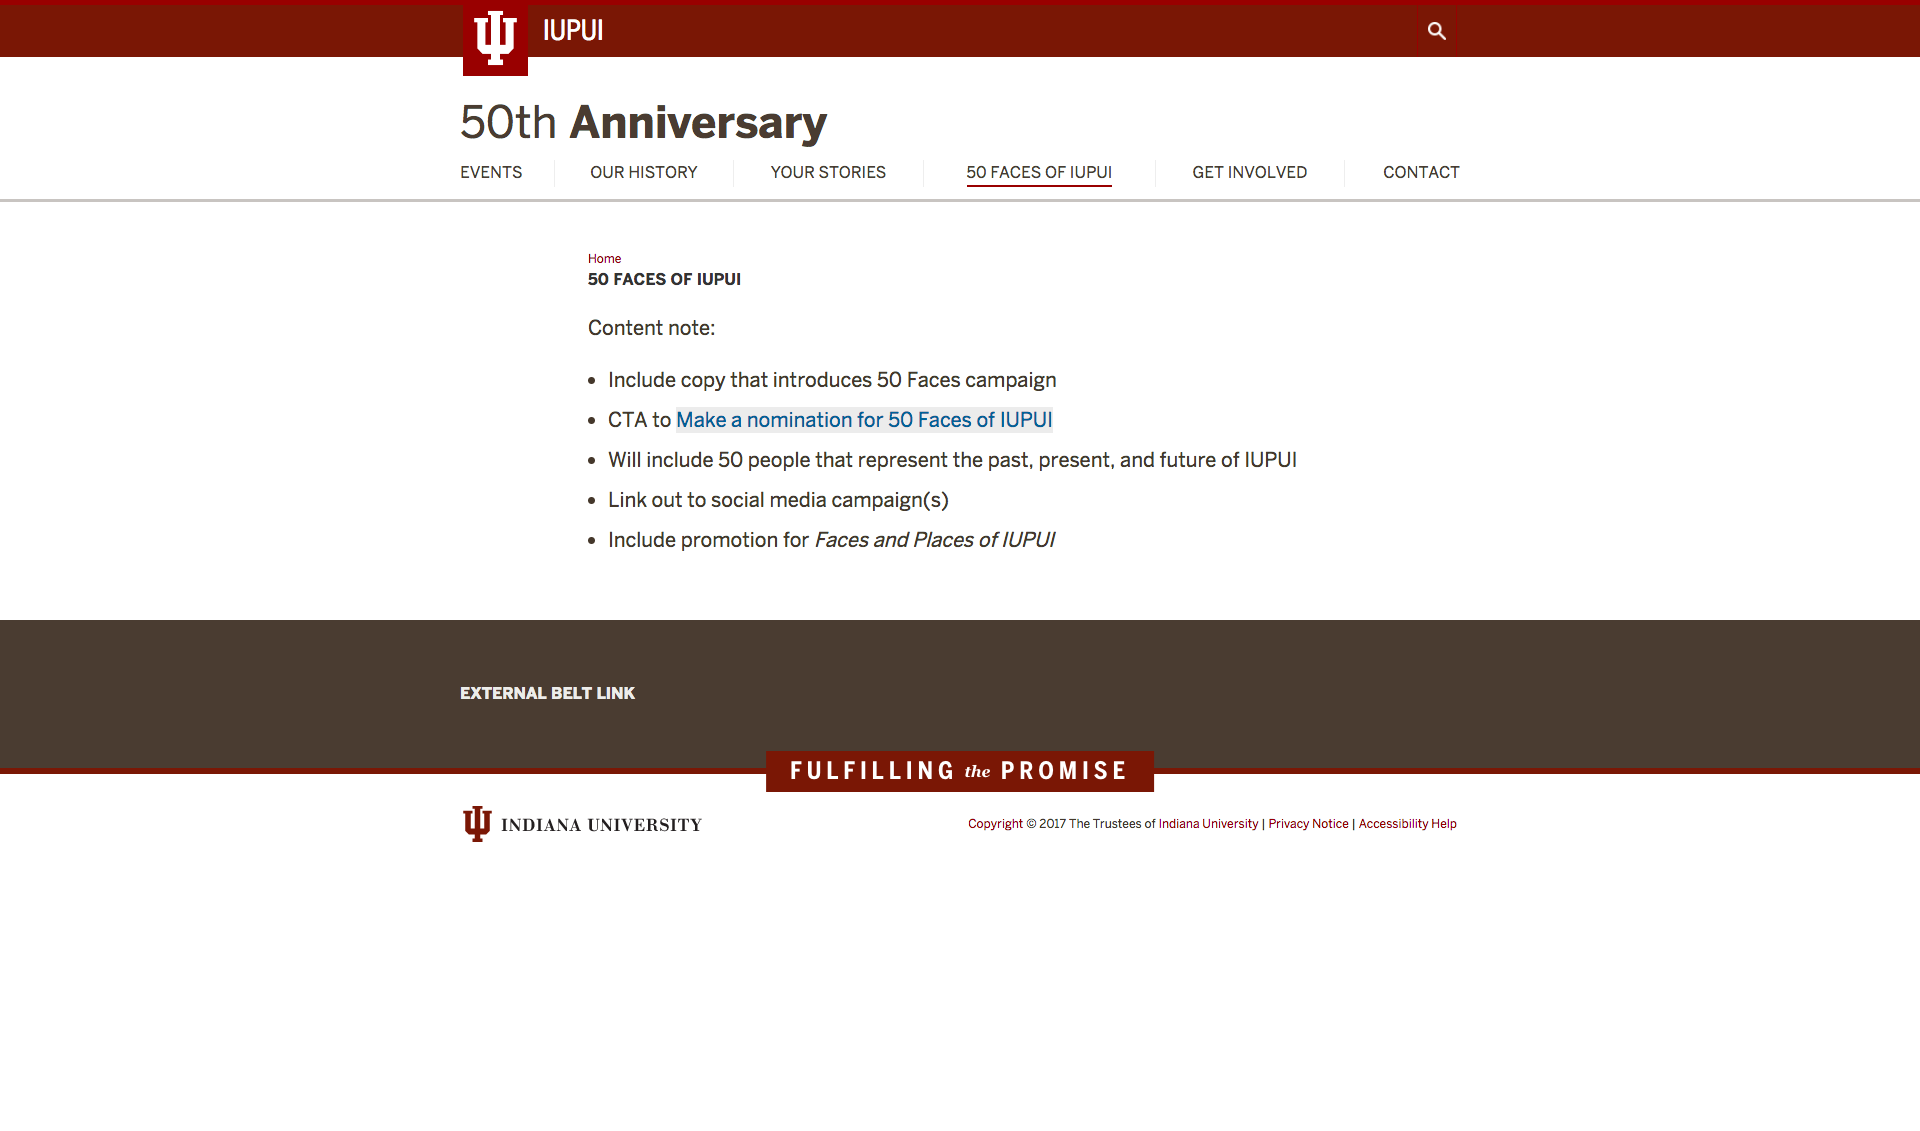 IUPUI
50th Anniversary
EVENTS
OUR HISTORY
YOUR STORIES
50 FACES OF IUPUI
GET INVOLVED
CONTACT
Home
50 FACES OF IUPUI
Content note:
Include copy that introduces 50 Faces campaign
CTA to Make a nomination for 50 Faces of IUPUI
Will include 50 people that represent the past, present, and future of IUPUI
Link out to social media campaign(s)
Include promotion for Faces and Places of IUPUI
EXTERNAL BELT LINK
FULFILLING the PROMISE
INDIANA UNIVERSITY
Copyright © 2017 The Trustees of Indiana University | Privacy Notice | Accessibility Help